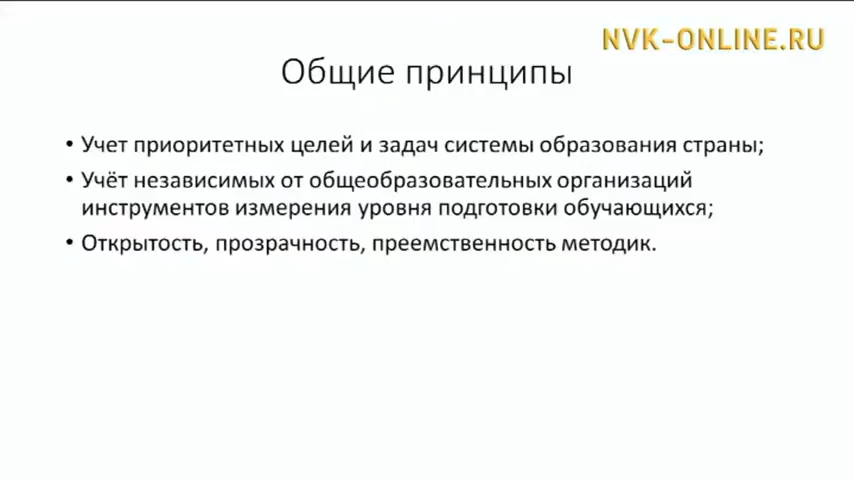 NVK-ONLINE.RU
Общие принципы
• Учет приоритетных целей и задач системы образования страны;
• Учёт независимых от общеобразовательных организаций
инструментов измерения уровня подготовки обучающихся;
• Открытость, прозрачность, преемственность методик.